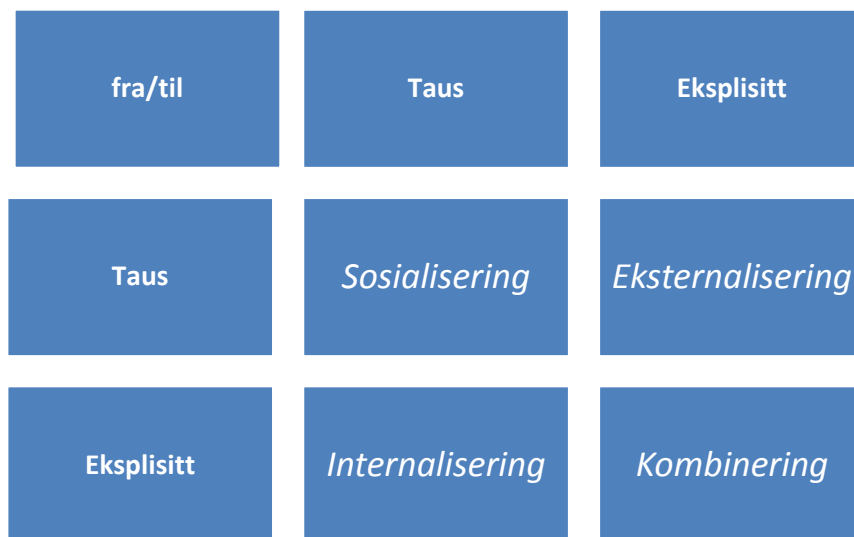 fra/til
Taus
Eksplisitt
Taus
Sosialisering
Eksternalisering
Eksplisitt
Internalisering
Kombinering